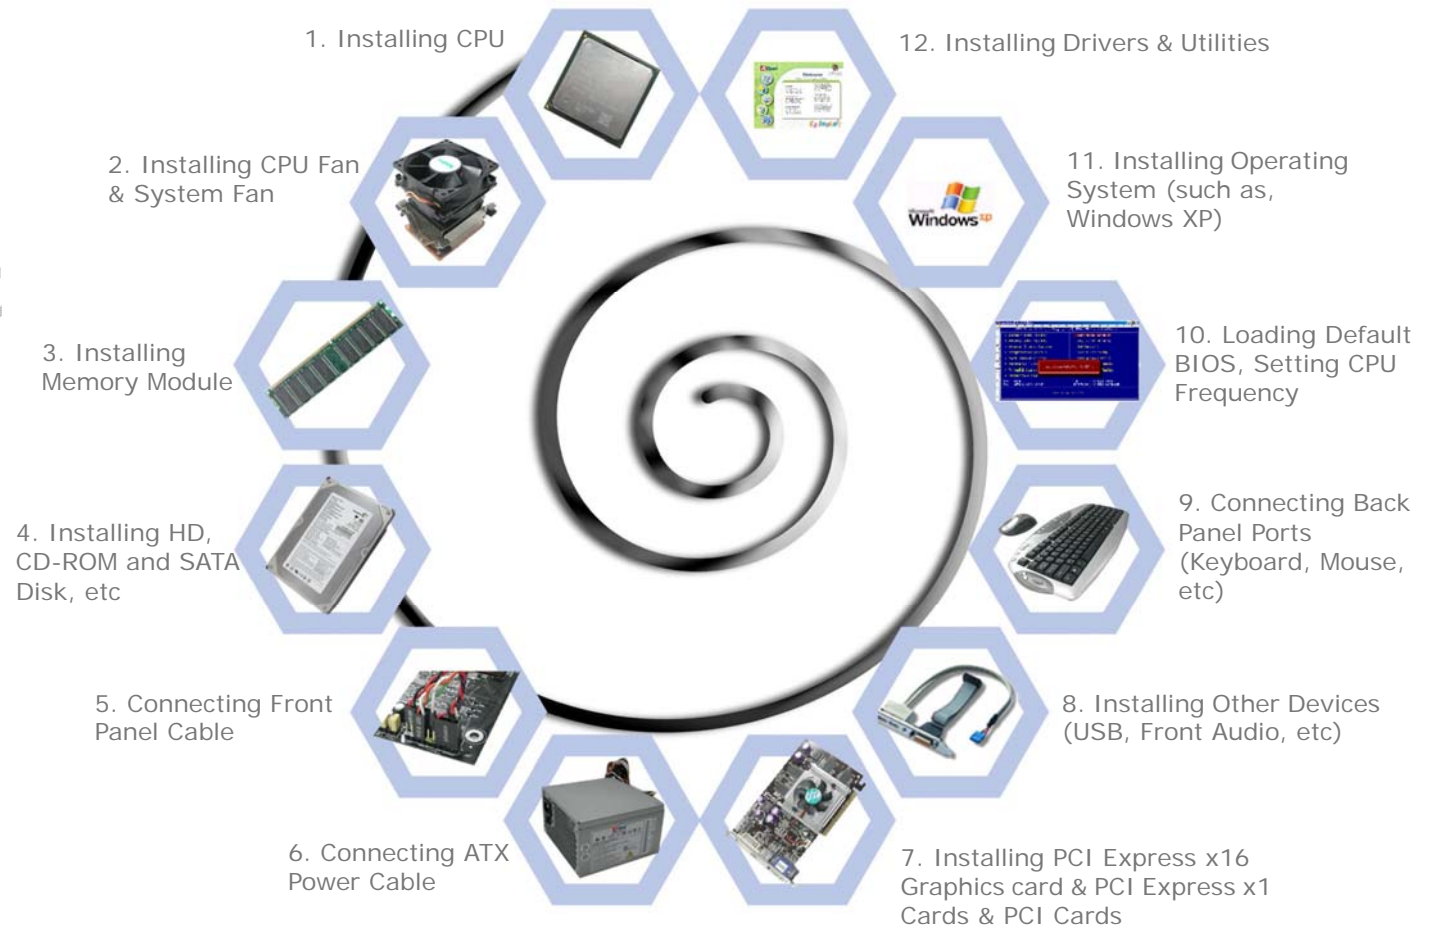 1. Installing CPU
2. Installing CPU Fan
& System Fan
3. Installing
Memory Module
4. Installing HD,
CD-ROM and SATA
Disk, etc
5. Connecting Front
Panel Cable
6. Connecting ATX
Power Cable
7. Installing PCI Express x16
Graphics card & PCI Express x1
Cards & PCI Cards
8. Installing Other Devices
(USB, Front Audio, etc)
9. Connecting Back
Panel Ports
(Keyboard, Mouse,
etc)
10. Loading Default
BIOS, Setting CPU
Frequency
11. Installing Operating
System (such as,
Windows XP)
Microsoft
Windows xp
12. Installing Drivers & Utilities
Welcome